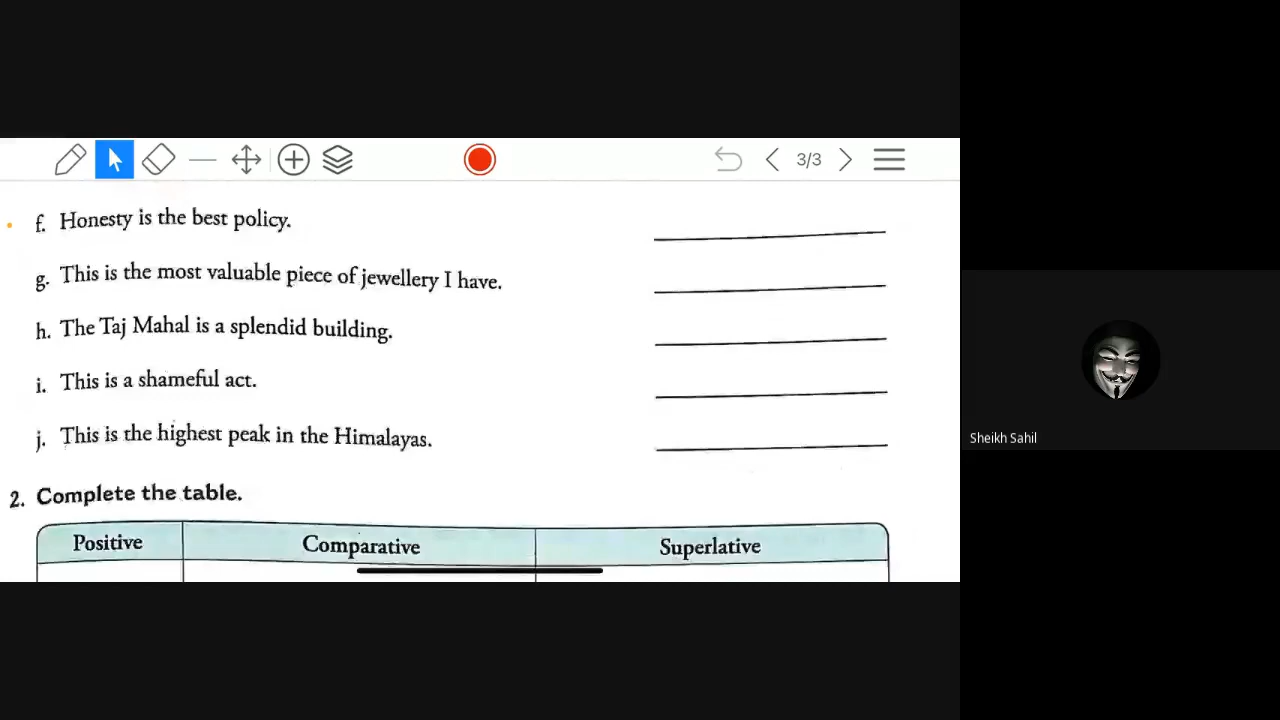 3/3
f. Honesty is the best policy.
g. This is the most valuable piece of jewellery I have.
h. The Taj Mahal is a splendid building.
i. This is a shameful act.
j. This is the highest peak in the Himalayas.
2. Complete the table.
Positive Comparative Superlative
Sheikh Sahil